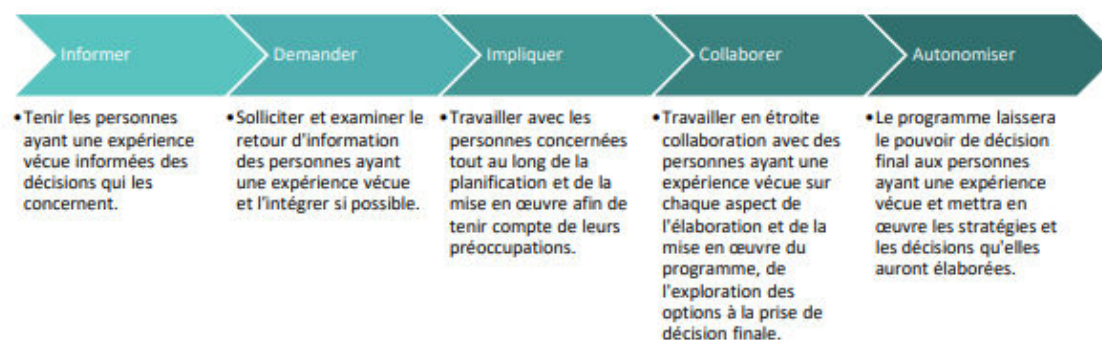 Informer
Demander
Impliquer
Collaborer
Autonomiser
•Tenir les personnes
ayant une expérience
vécue informées des
décisions qui les
concernent.
•Solliciter et examiner le
retour d'information
des personnes ayant
une expérience vécue
et l'intégrer si possible.
•Travailler avec les
personnes concernées
tout au long de la
planification et de la
mise en œuvre afin de
tenir compte de leurs
préoccupations.
•Travailler en étroite
collaboration avec des
personnes ayant une
expérience vécue sur
chaque aspect de
l'élaboration et de la
mise en œuvre du
programme, de
l'exploration des
options à la prise de
décision finale.
•Le programme laissera
le pouvoir de décision
final aux personnes
ayant une expérience
vécue et mettra en
œuvre les stratégies et
les décisions qu'elles
auront élaborées.